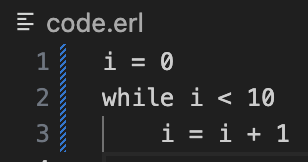 code.erl
1 i = 0
2 while i < 10
3     i = i + 1